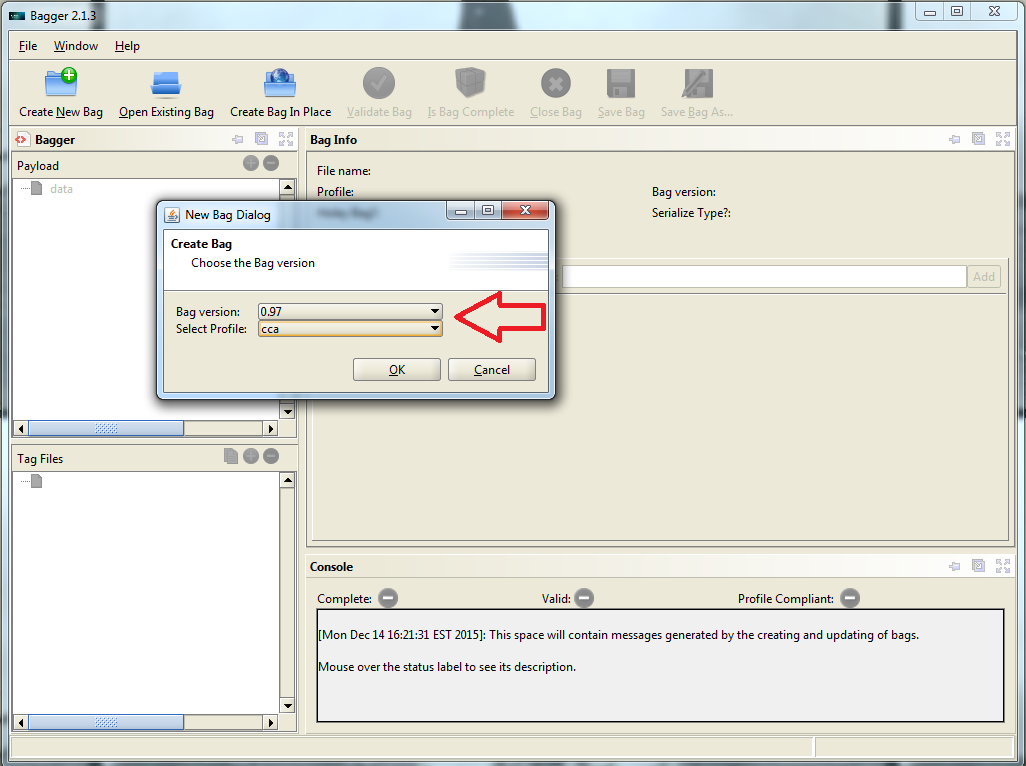 Bagger 2.1.3
File Window Help
Create New Bag Open Existing Bag Create Bag In Place Validate Bag Is Bag Complete Close Bag Save Bag Save Bag As...
Bagger
Payload
data
Tag Files
Bag Info
File name:
Profile:
Bag version:
Serialize Type?:
Add
New Bag Dialog
Create Bag
Choose the Bag version
Bag version: 0.97
Select Profile: cca
OK Cancel
Console
Complete: Valid: Profile Compliant:
[Mon Dec 14 16:21:31 EST 2015]: This space will contain messages generated by the creating and updating of bags.
Mouse over the status label to see its description.